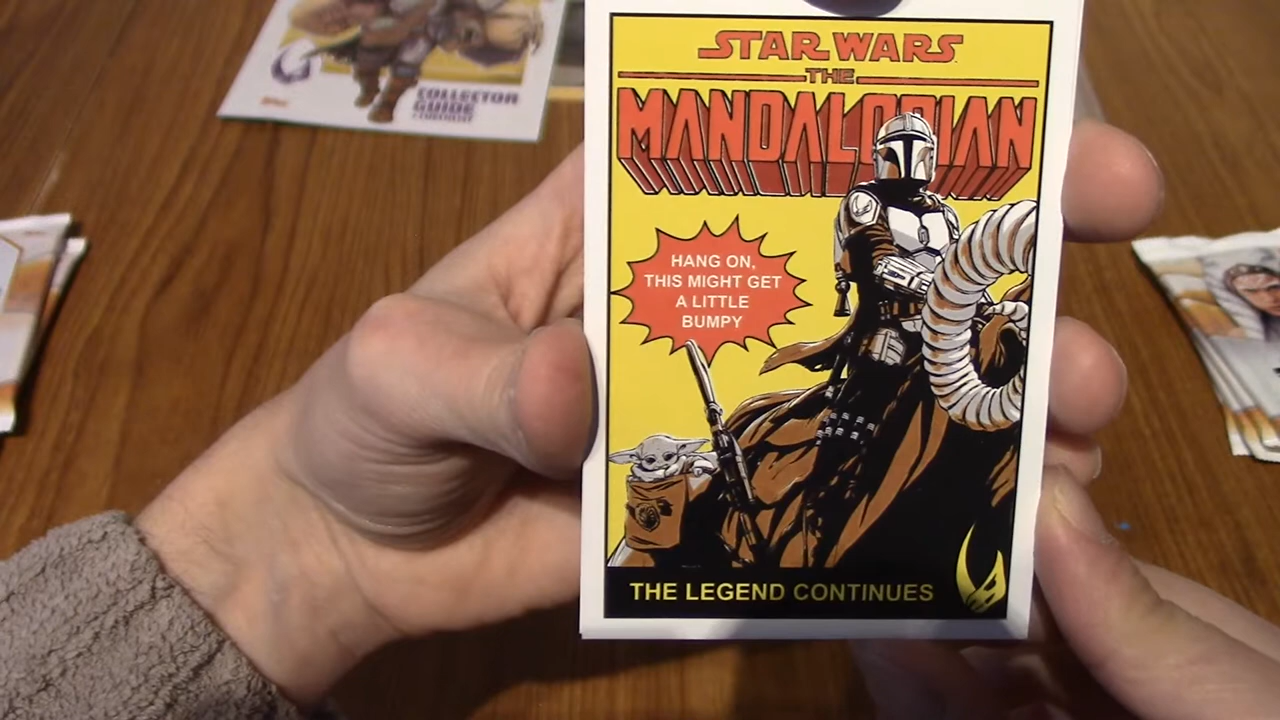 COLLECTOR
GUIDE
STAR WARS
THE
MANDALORIAN
HANG ON,
THIS MIGHT GET
A LITTLE
BUMPY
THE LEGEND CONTINUES